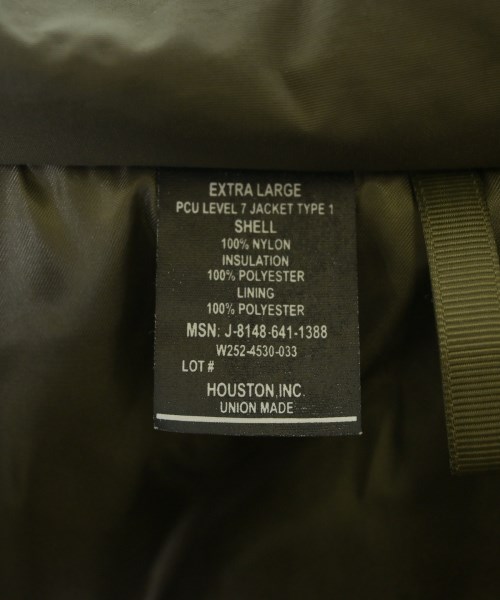 EXTRA LARGE
PCU LEVEL 7 JACKET TYPE 1
SHELL
100% NYLON
INSULATION
100% POLYESTER
LINING
100% POLYESTER
MSN: J-8148-641-1388
W252-4530-033
LOT #
HOUSTON,INC.
UNION MADE